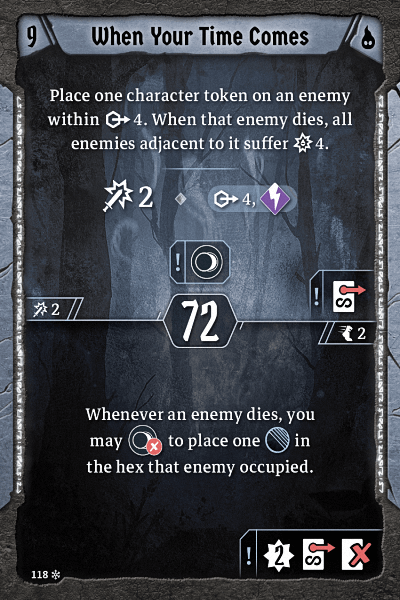 9 When Your Time Comes
Place one character token on an enemy
within 4. When that enemy dies, all
enemies adjacent to it suffer 4.
2 4,
!
!
2
72
2
Whenever an enemy dies, you
may to place one in
the hex that enemy occupied.
! 2
118